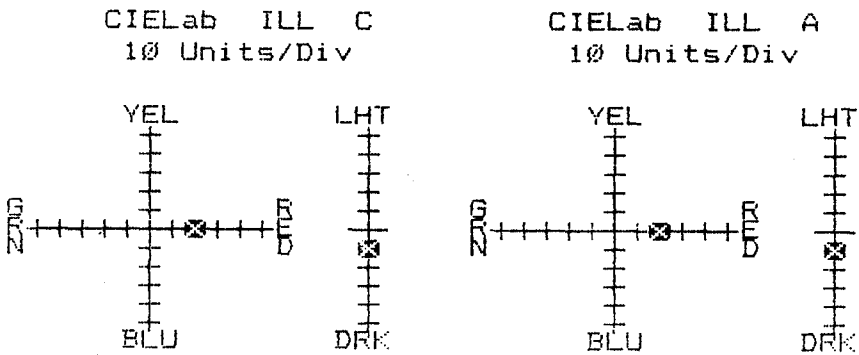 CIELab ILL C
10 Units/Div
YEL
LHT
GRN
RED
BLU
DRK
CIELab ILL A
10 Units/Div
YEL
LHT
GRN
RED
BLU
DRK